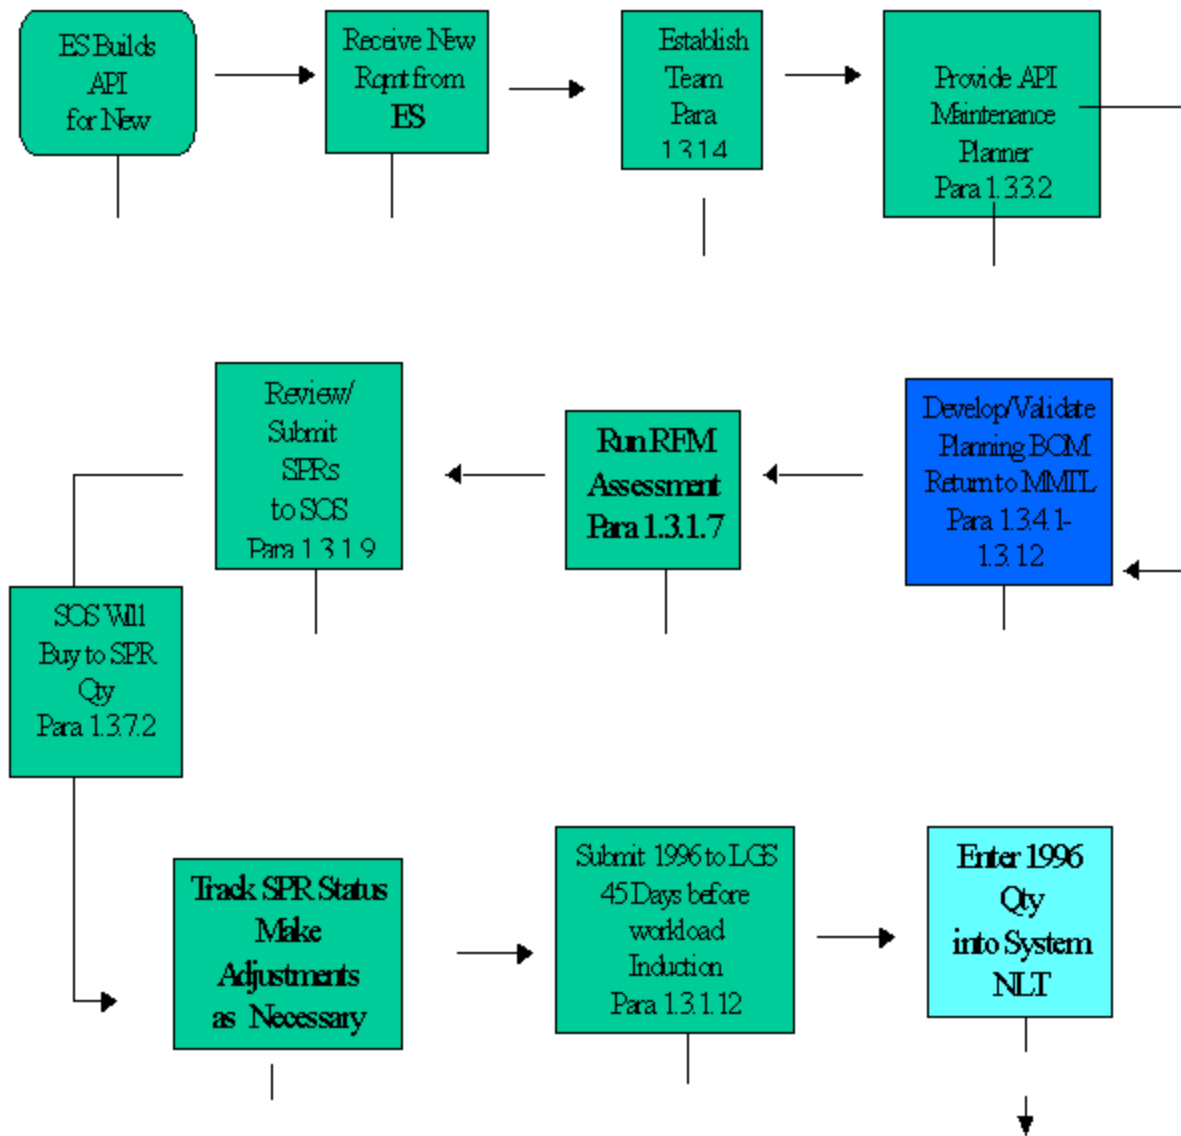 ES Builds
API
for New
Receive New
Rqmt from
ES
Establish
Team
Para
1.3.1.4
Provide API
Maintenance
Planner
Para 1.3.3.2
Review/
Submit
SPRs
to SOS
Para 1.3.1.9
Run RFM
Assessment
Para 1.3.1.7
Develop/Validate
Planning BOM
Return to MMTL
Para 1.3.4.1-
1.3.12
SOS Will
Buy to SPR
Qty
Para 1.3.7.2
Track SPR Status
Make
Adjustments
as Necessary
Submit 1996 to LGS
45 Days before
workload
Induction
Para 1.3.1.12
Enter 1996
Qty
into System
NLT